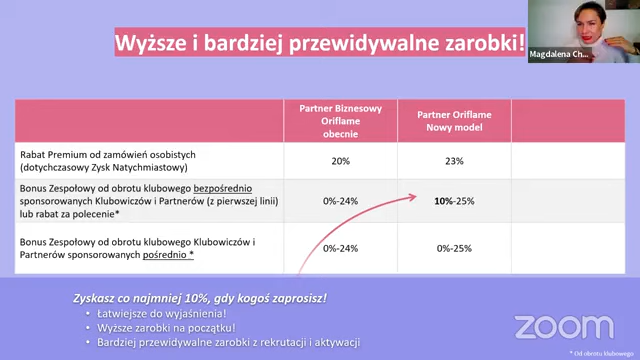 Wyższe i bardziej przewidywalne zarobki!
Magdalena Ch...
Partner Biznesowy
Oriflame
obecnie
Partner Oriflame
Nowy model
Rabat Premium od zamówień osobistych
(dotychczasowy Zysk Natychmiastowy)
20%
23%
Bonus Zespołowy od obrotu klubowego bezpośrednio
sponsorowanych Klubowiczów i Partnerów (z pierwszej linii)
lub rabat za polecenie*
0%-24%
10%-25%
Bonus Zespołowy od obrotu klubowego Klubowiczów i
Partnerów sponsorowanych pośrednio *
0%-24%
0%-25%
Zyskasz co najmniej 10%, gdy kogoś zaprosisz!
• Łatwiejsze do wyjaśnienia!
• Wyższe zarobki na początku!
• Bardziej przewidywalne zarobki z rekrutacji i aktywacji
zoom
* Od obrotu klubowego